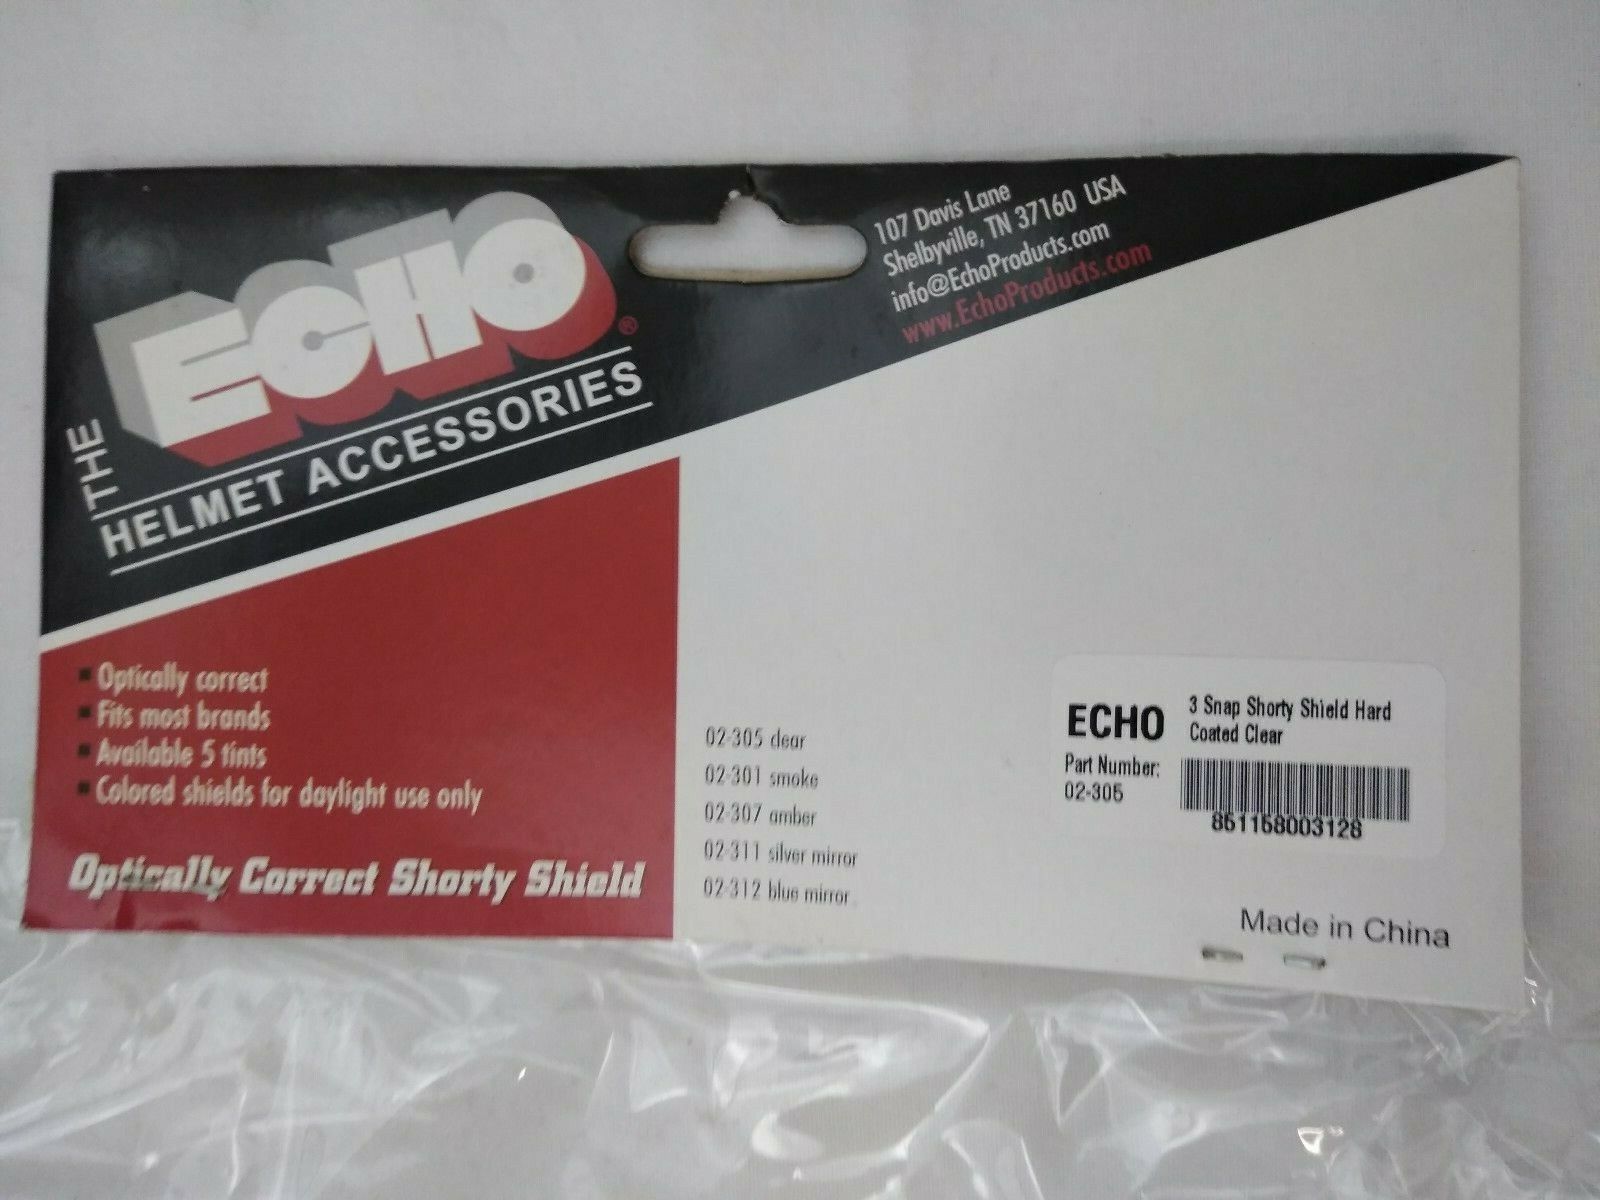 THE
ECHO®
HELMET ACCESSORIES
107 Davis Lane
Shelbyville, TN 37160 USA
info@EchoProducts.com
www.EchoProducts.com
▪ Optically correct
▪ Fits most brands
▪ Available 5 tints
▪ Colored shields for daylight use only
Optically Correct Shorty Shield
02-305 clear
02-301 smoke
02-307 amber
02-311 silver mirror
02-312 blue mirror
ECHO
3 Snap Shorty Shield Hard
Coated Clear
Part Number:
02-305
851158003128
Made in China